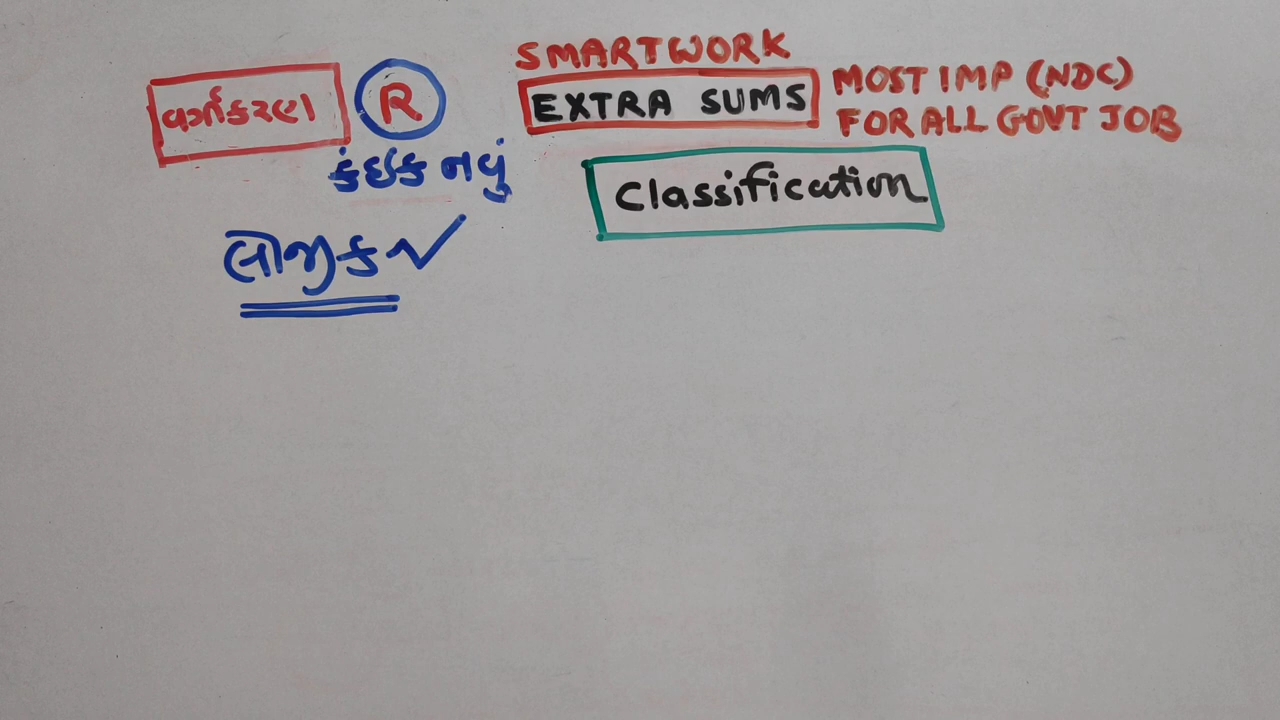 વર્ગીકરણ
R
કંઈક નવું
લોજીક ✓
SMARTWORK
EXTRA SUMS
MOST IMP (NDC)
FOR ALL GOVT JOB
Classification